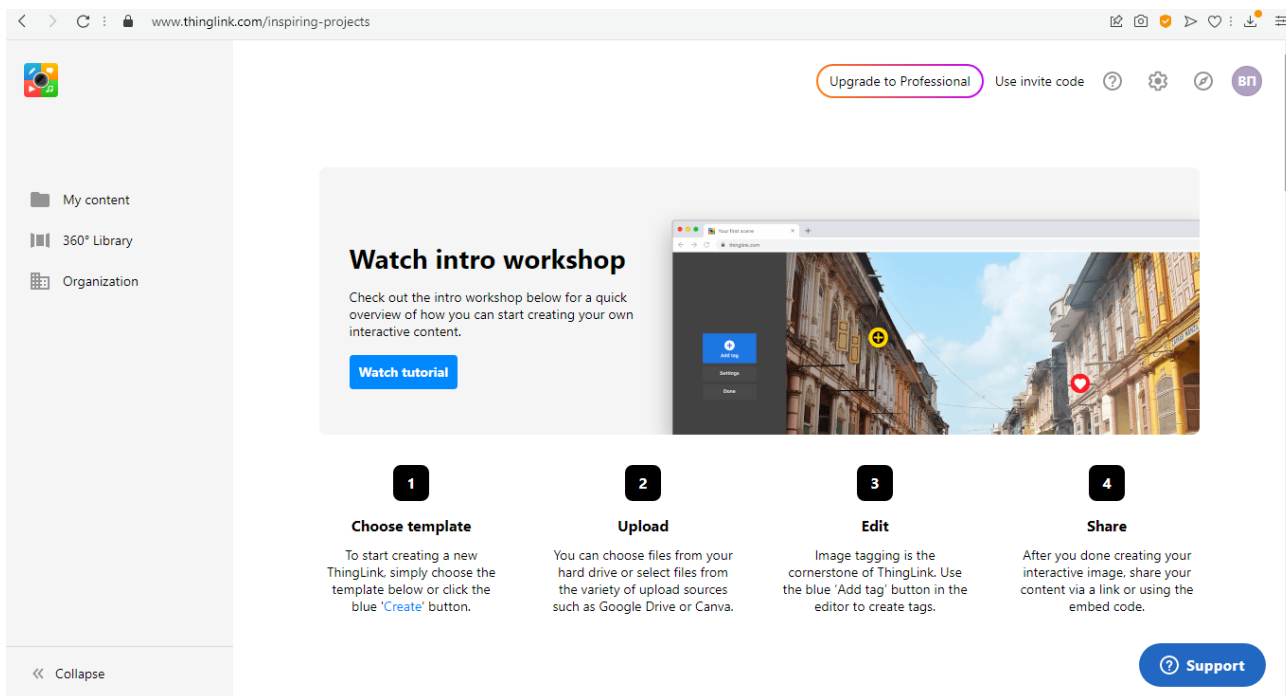 www.thinglink.com/inspiring-projects
Upgrade to Professional
Use invite code
ВП
My content
360° Library
Organization
Watch intro workshop
Check out the intro workshop below for a quick
overview of how you can start creating your own
interactive content.
Watch tutorial
Your first scene
thinglink.com
Add tag
Settings
Done
1
Choose template
To start creating a new
ThingLink, simply choose the
template below or click the
blue 'Create' button.
2
Upload
You can choose files from your
hard drive or select files from
the variety of upload sources
such as Google Drive or Canva.
3
Edit
Image tagging is the
cornerstone of ThingLink. Use
the blue 'Add tag' button in the
editor to create tags.
4
Share
After you done creating your
interactive image, share your
content via a link or using the
embed code.
Collapse
Support